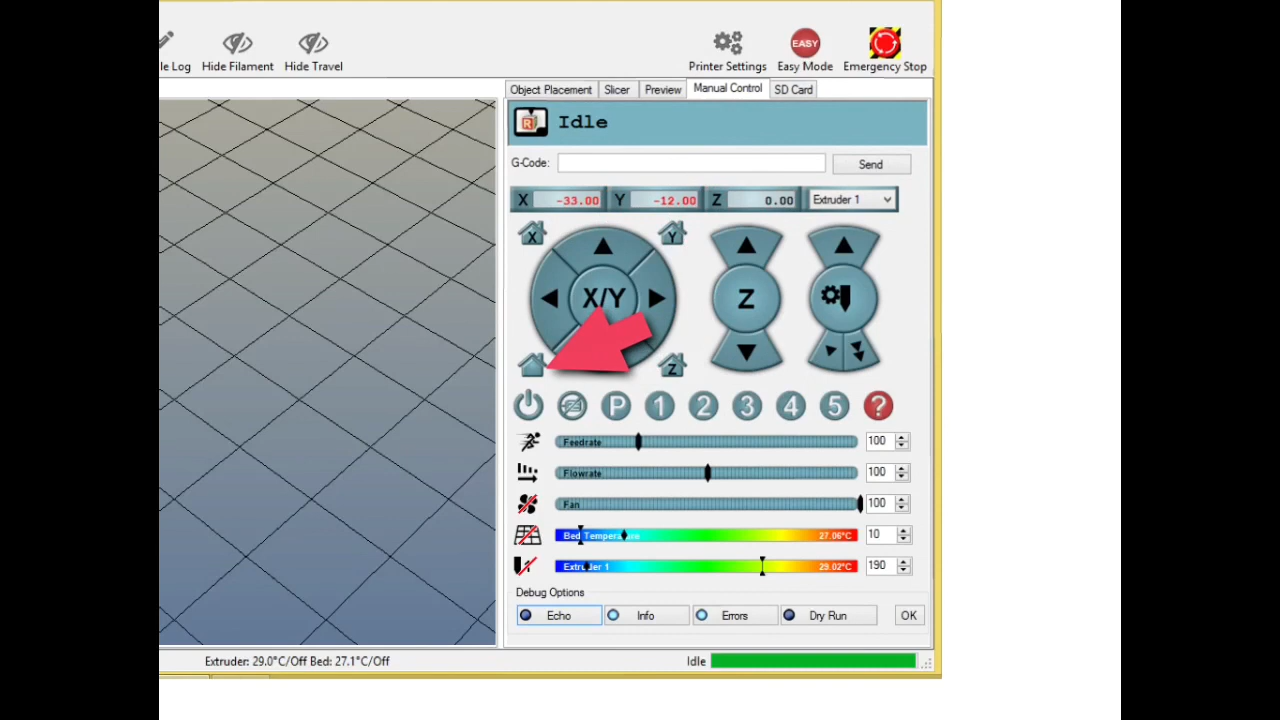 le Log Hide Filament Hide Travel Printer Settings Easy Mode Emergency Stop
EASY
Object Placement Slicer Preview Manual Control SD Card
R Idle
G-Code: Send
X -33.00 Y -12.00 Z 0.00 Extruder 1
X Y
X/Y Z
Z
P 1 2 3 4 5 ?
Feedrate 100
Flowrate 100
Fan 100
Bed Temperature 27.06°C 10
Extruder 1 29.02°C 190
Debug Options
Echo Info Errors Dry Run OK
Extruder: 29.0°C/Off Bed: 27.1°C/Off Idle